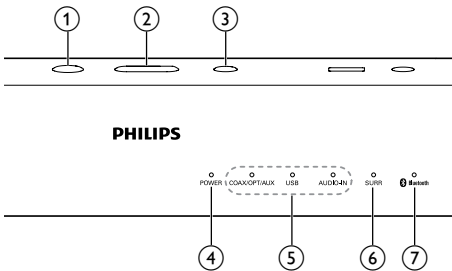 1 2 3
PHILIPS
POWER COAX/OPT/AUX USB AUDIO-IN SURR Bluetooth
4 5 6 7